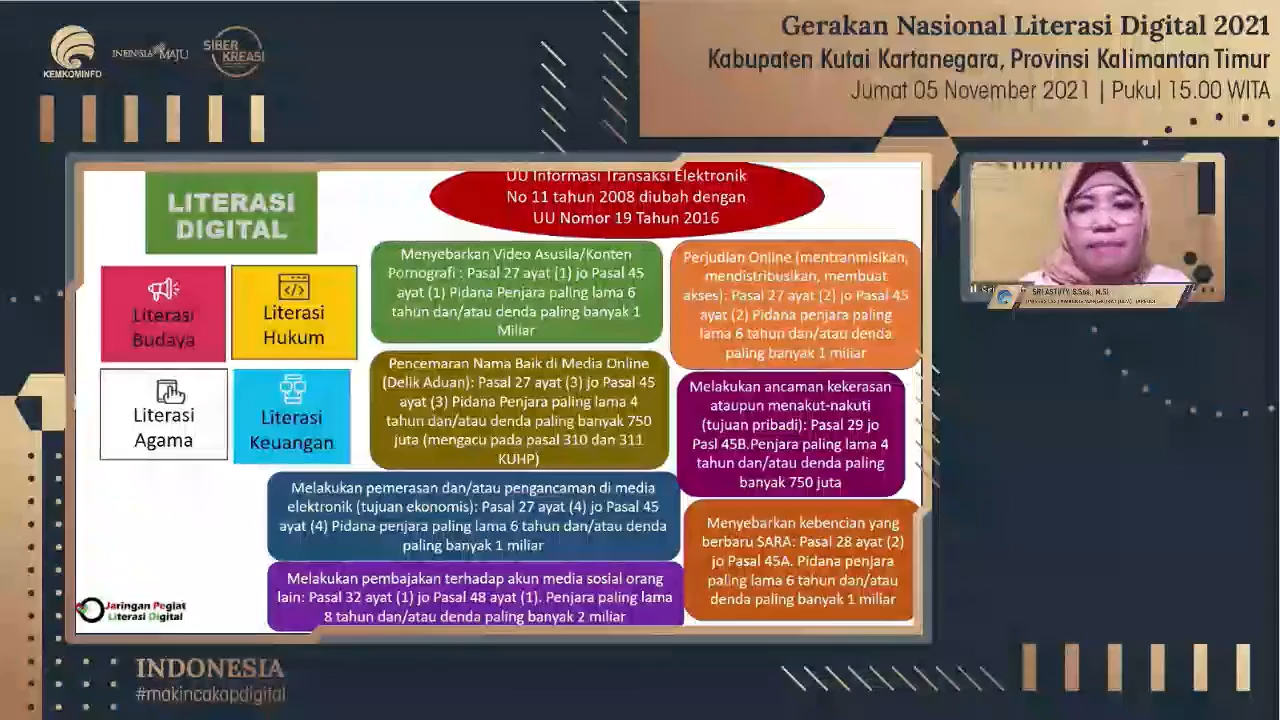 KEMKOMINFO
SIBER
KREASI
Gerakan Nasional Literasi Digital 2021
Kabupaten Kutai Kartanegara, Provinsi Kalimantan Timur
Jumat 05 November 2021 | Pukul 15.00 WITA
LITERASI
DIGITAL
UU Informasi Transaksi Elektronik
No 11 tahun 2008 diubah dengan
UU Nomor 19 Tahun 2016
Literasi
Budaya
Literasi
Hukum
Literasi
Agama
Literasi
Keuangan
Menyebarkan Video Asusila/Konten
Pornografi : Pasal 27 ayat (1) jo Pasal 45
ayat (1) Pidana Penjara paling lama 6
tahun dan/atau denda paling banyak 1
Miliar
Perjudian Online (mentranmisikan,
mendistribusikan, membuat
akses): Pasal 27 ayat (2) jo Pasal 45
ayat (2) Pidana penjara paling
lama 6 tahun dan/atau denda
paling banyak 1 miliar
Pencemaran Nama Baik di Media Online
(Delik Aduan): Pasal 27 ayat (3) jo Pasal 45
ayat (3) Pidana Penjara paling lama 4
tahun dan/atau denda paling banyak 750
juta (mengacu pada pasal 310 dan 311
KUHP)
Melakukan ancaman kekerasan
ataupun menakut-nakuti
(tujuan pribadi): Pasal 29 jo
Pasl 45B.Penjara paling lama 4
tahun dan/atau denda paling
banyak 750 juta
Melakukan pemerasan dan/atau pengancaman di media
elektronik (tujuan ekonomis): Pasal 27 ayat (4) jo Pasal 45
ayat (4) Pidana penjara paling lama 6 tahun dan/atau denda
paling banyak 1 miliar
Menyebarkan kebencian yang
berbaru SARA: Pasal 28 ayat (2)
jo Pasal 45A. Pidana penjara
paling lama 6 tahun dan/atau
denda paling banyak 1 miliar
Melakukan pembajakan terhadap akun media sosial orang
lain: Pasal 32 ayat (1) jo Pasal 48 ayat (1). Penjara paling lama
8 tahun dan/atau denda paling banyak 2 miliar
Jaringan Pegiat
Literasi Digital
SRI ASTUTY, S.Sos., M.Si.
INDONESIA
#makincakapdigital